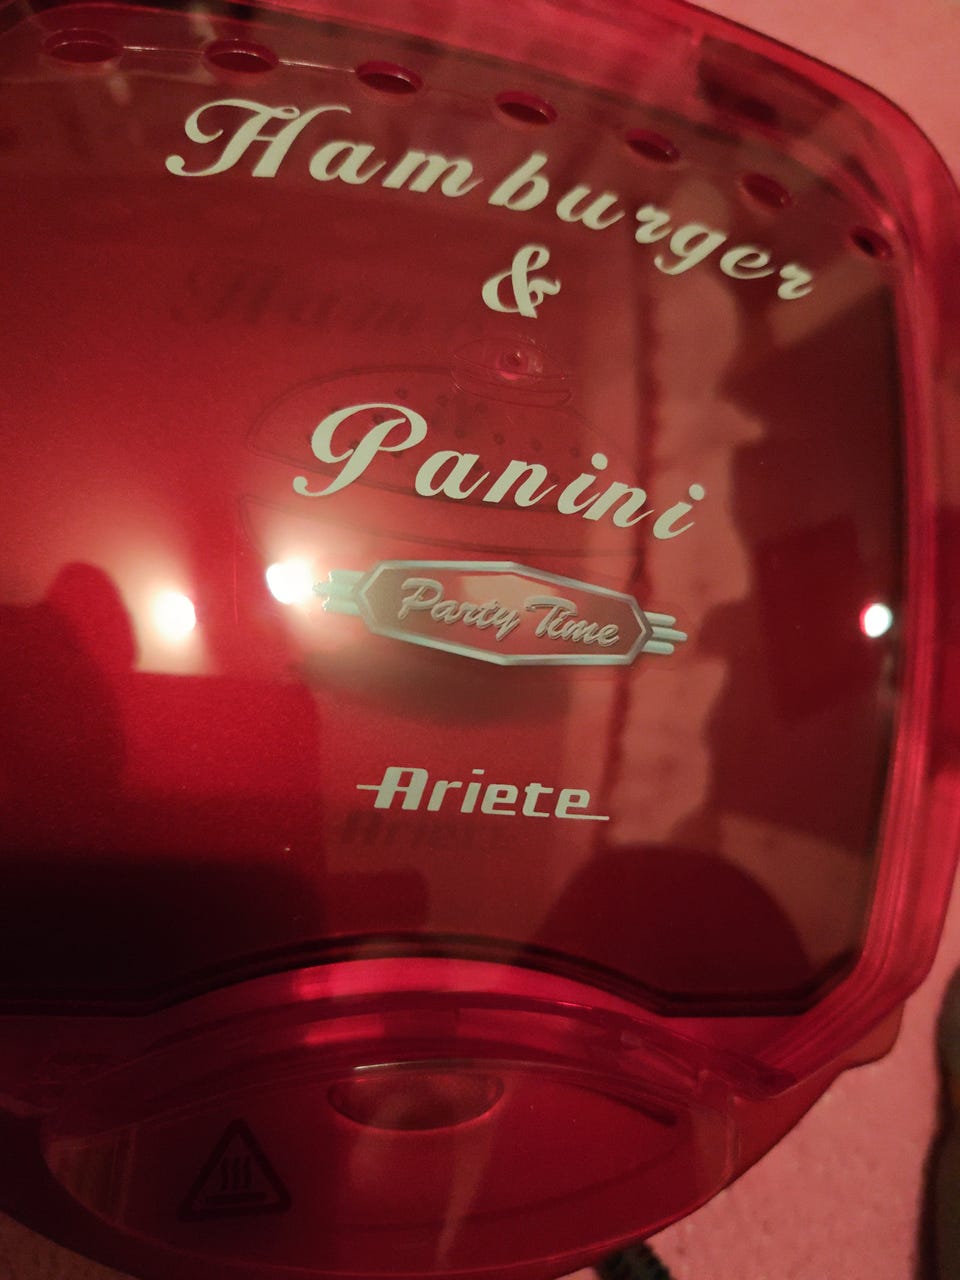 Hamburger
&
Panini
Party Time
Ariete